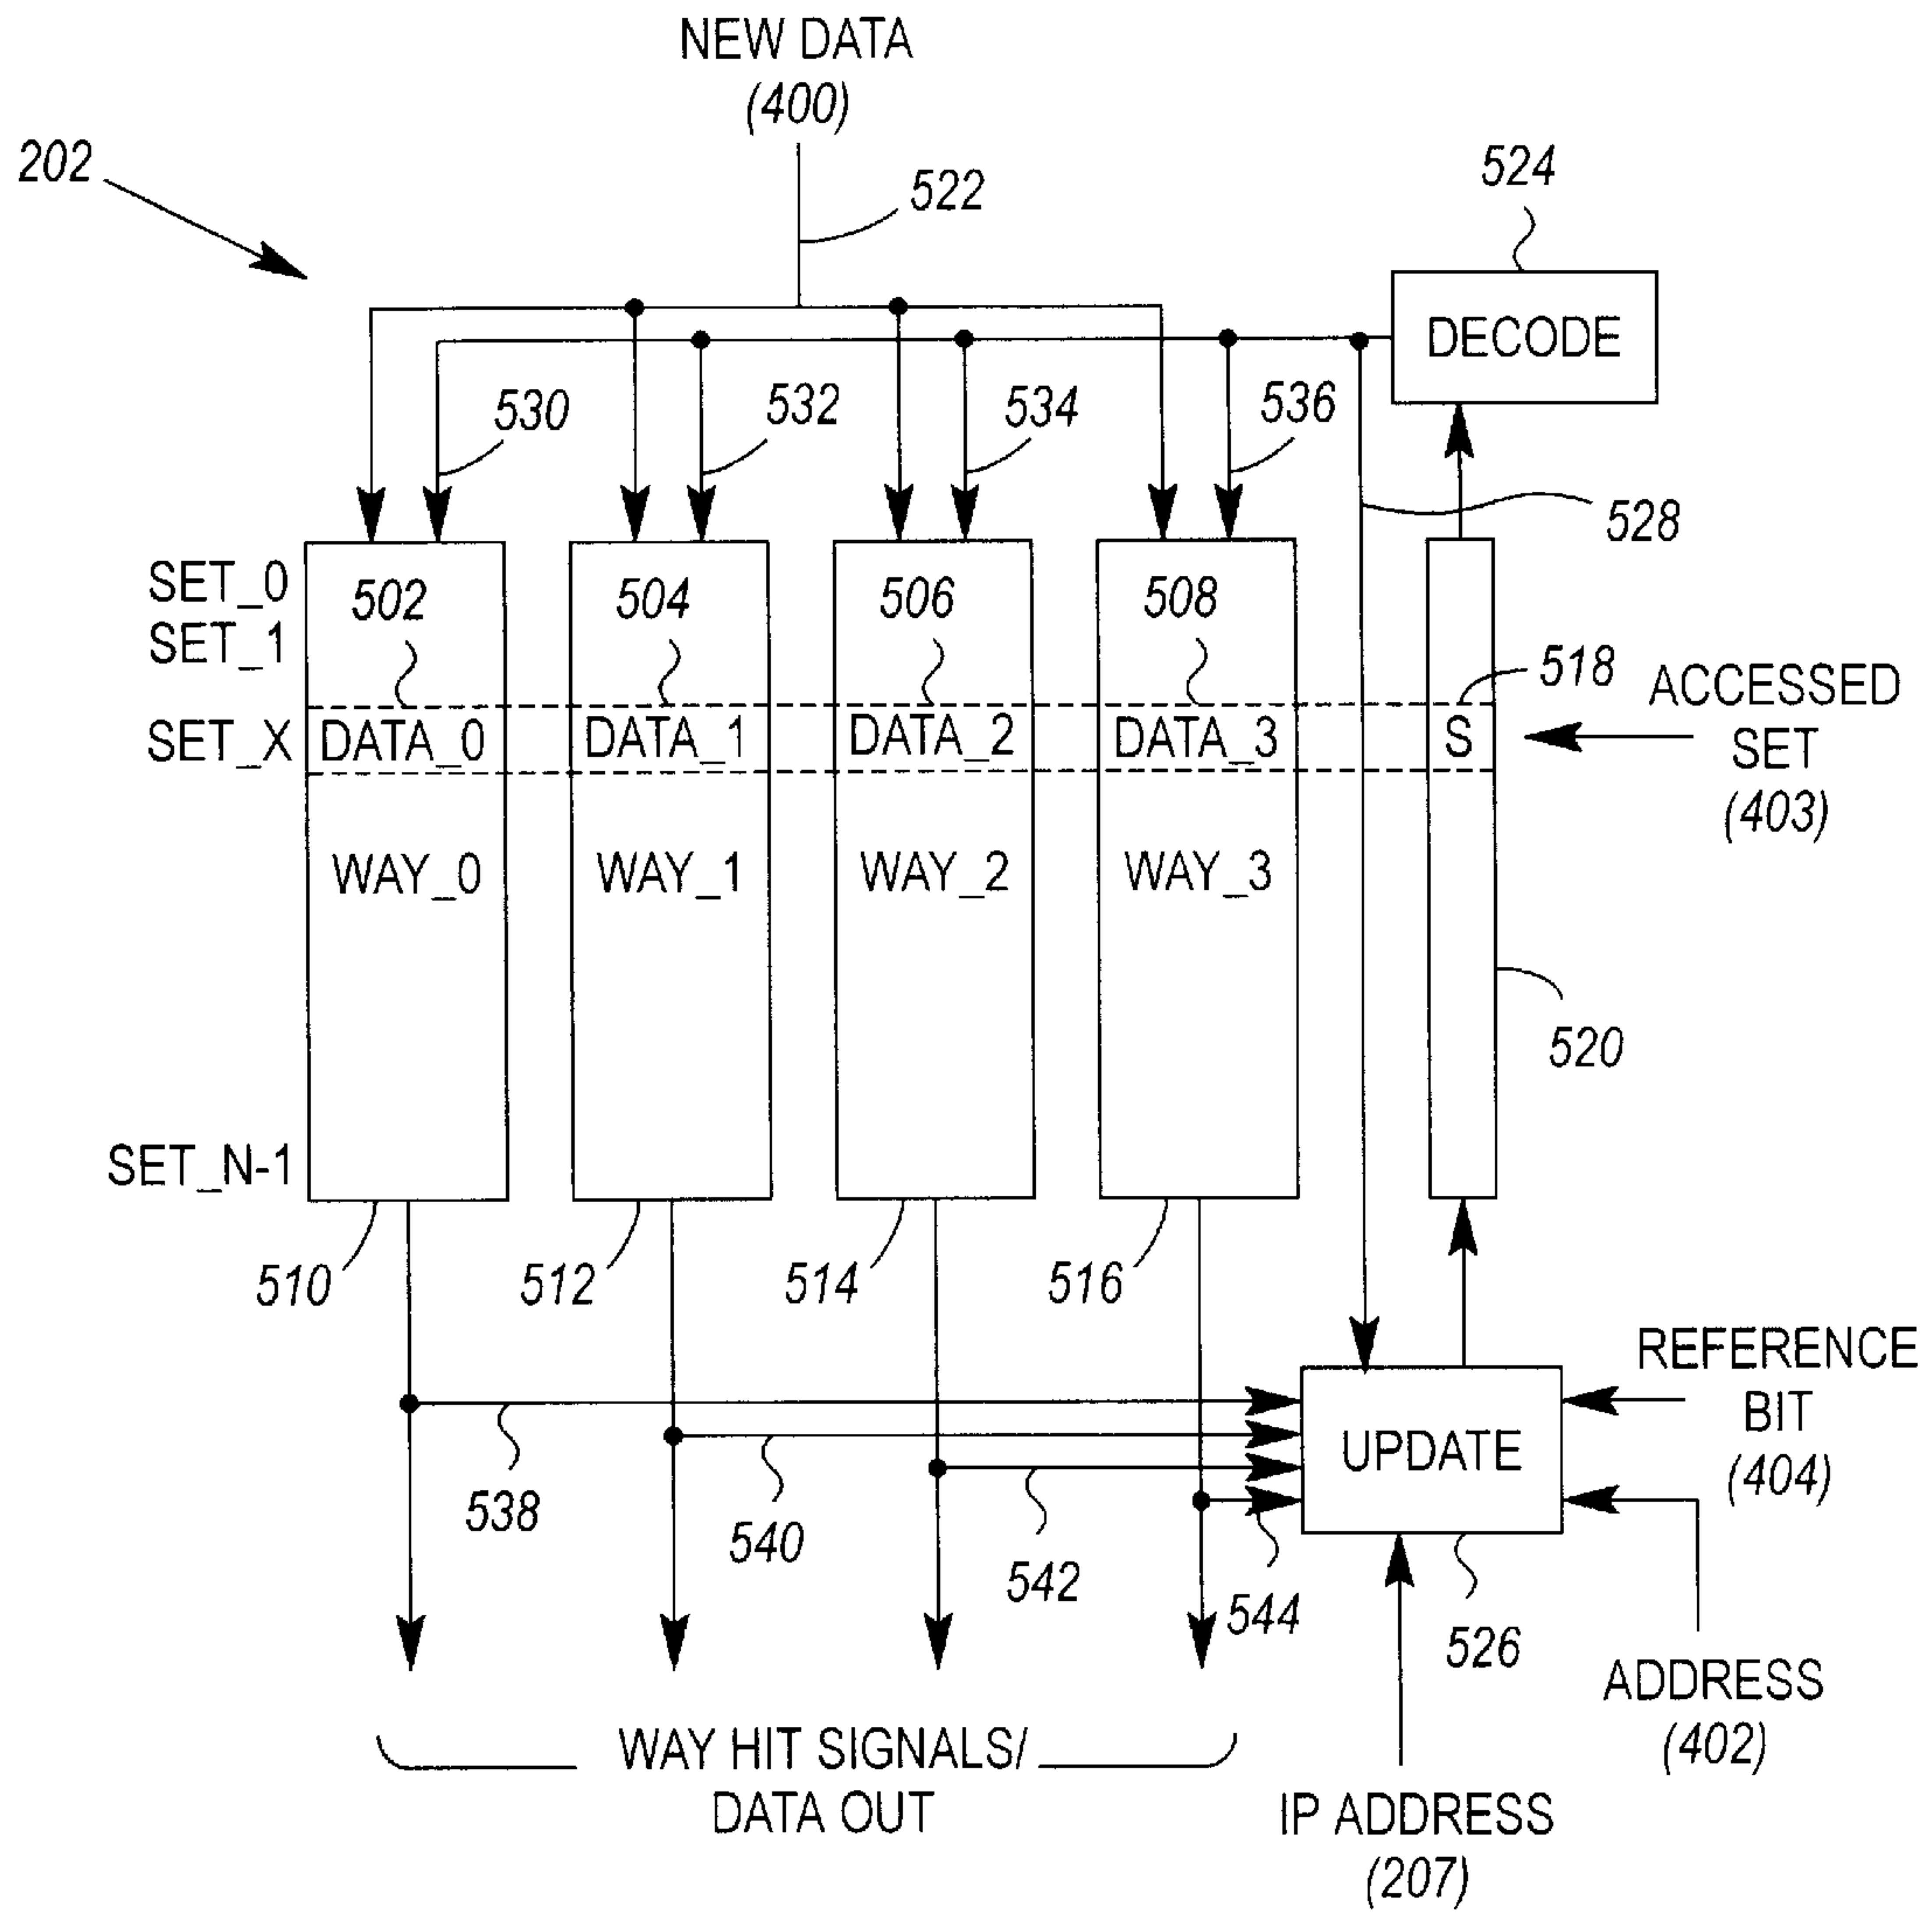 NEW DATA
(400)
202
522
524
DECODE
530
532
534
536
528
SET_0
502
504
506
508
SET_1
518
ACCESSED
SET_X
DATA_0
DATA_1
DATA_2
DATA_3
S
SET
(403)
WAY_0
WAY_1
WAY_2
WAY_3
520
SET_N-1
510
512
514
516
REFERENCE
BIT
(404)
UPDATE
538
540
542
544
526
ADDRESS
(402)
WAY HIT SIGNALS/
DATA OUT
IP ADDRESS
(207)